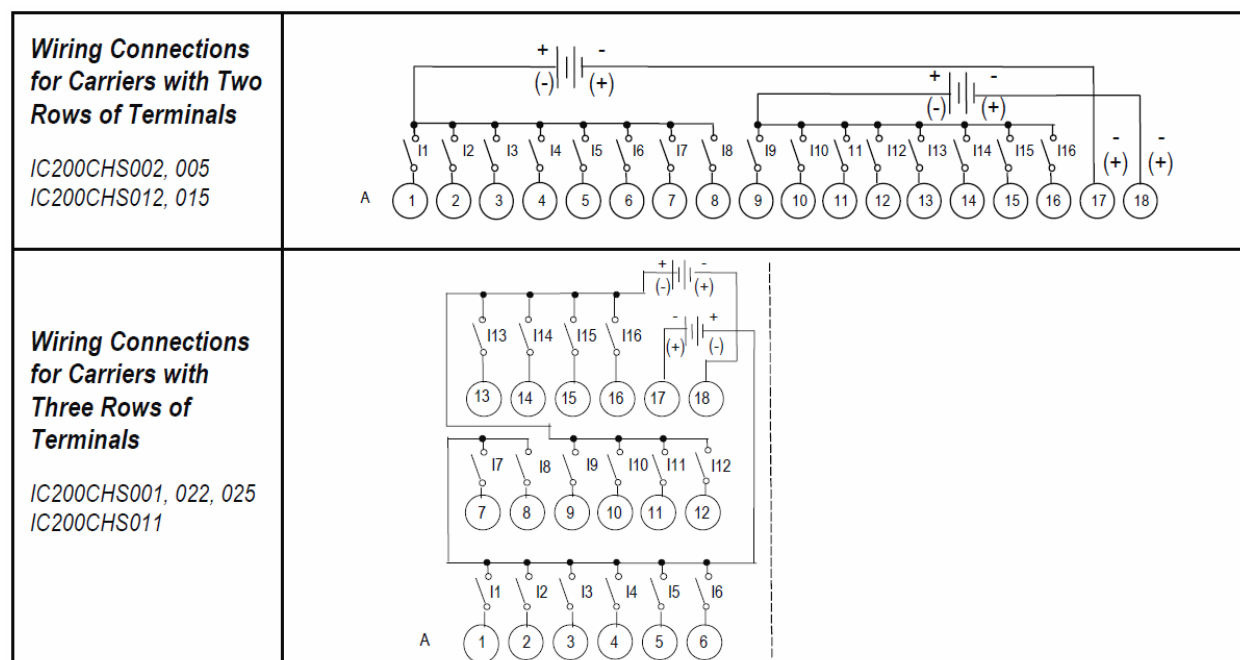 Wiring Connections
for Carriers with Two
Rows of Terminals
IC200CHS002, 005
IC200CHS012, 015
+ -
(-) (+)
+ -
(-) (+)
I1 I2 I3 I4 I5 I6 I7 I8 I9 I10 11 I12 I13 I14 I15 I16
- -
(+) (+)
A 1 2 3 4 5 6 7 8 9 10 11 12 13 14 15 16 17 18
Wiring Connections
for Carriers with
Three Rows of
Terminals
IC200CHS001, 022, 025
IC200CHS011
+ -
(-) (+)
- +
(+) (-)
I13 I14 I15 I16
13 14 15 16 17 18
I7 I8 I9 I10 I11 I12
7 8 9 10 11 12
I1 I2 I3 I4 I5 I6
A 1 2 3 4 5 6